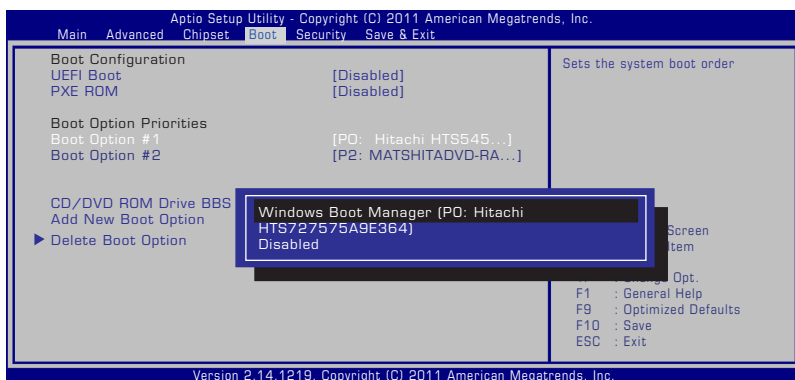 Aptio Setup Utility - Copyright (C) 2011 American Megatrends, Inc.
Main Advanced Chipset Boot Security Save & Exit
Boot Configuration
UEFI Boot [Disabled]
PXE ROM [Disabled]
Boot Option Priorities
Boot Option #1 [P0: Hitachi HTS545...]
Boot Option #2 [P2: MATSHITADVD-RA...]
CD/DVD ROM Drive BBS
Add New Boot Option
Delete Boot Option
Windows Boot Manager (P0: Hitachi
HTS727575A9E364)
Disabled
Sets the system boot order
Screen
Item
Opt.
F1 : General Help
F9 : Optimized Defaults
F10 : Save
ESC : Exit
Version 2.14.1219. Copyright (C) 2011 American Megatrends, Inc.